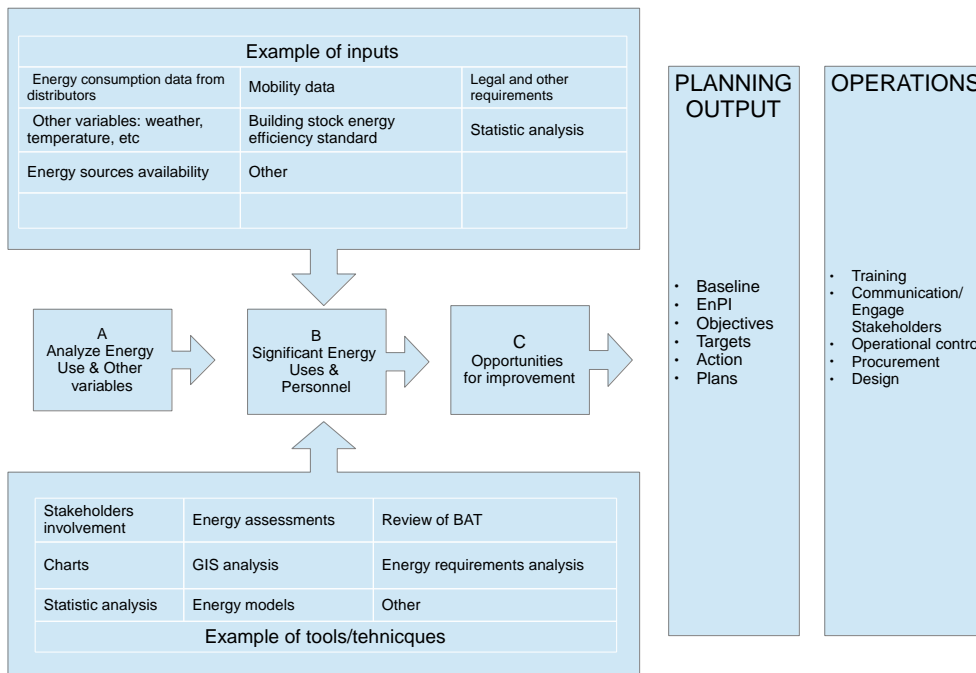 Example of inputs
Energy consumption data from
distributors
Mobility data
Legal and other
requirements
Other variables: weather,
temperature, etc
Building stock energy
efficiency standard
Statistic analysis
Energy sources availability
Other
A
Analyze Energy
Use & Other
variables
B
Significant Energy
Uses &
Personnel
C
Opportunities
for improvement
Stakeholders
involvement
Energy assessments
Review of BAT
Charts
GIS analysis
Energy requirements analysis
Statistic analysis
Energy models
Other
Example of tools/tehnicques
PLANNING
OUTPUT
• Baseline
• EnPI
• Objectives
• Targets
• Action
• Plans
OPERATIONS
• Training
• Communication/
Engage
Stakeholders
• Operational contro
• Procurement
• Design